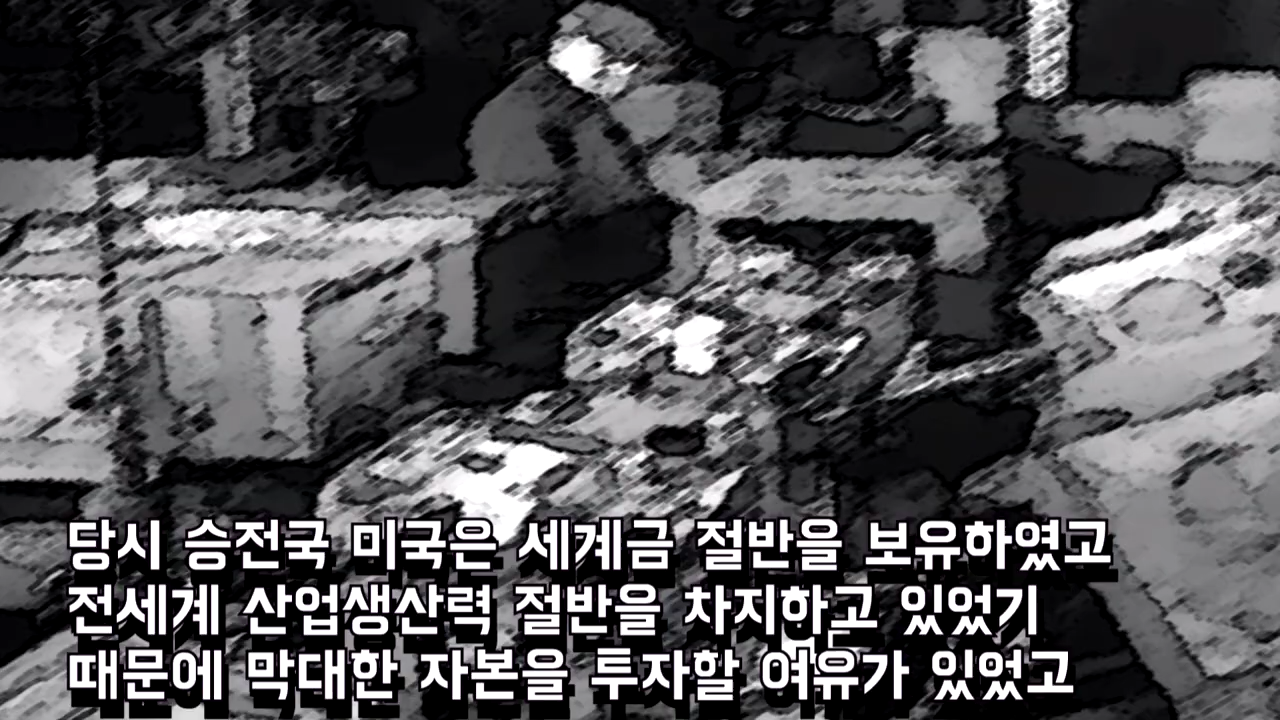 당시 승전국 미국은 세계금 절반을 보유하였고
전세계 산업생산력 절반을 차지하고 있었기
때문에 막대한 자본을 투자할 여유가 있었고